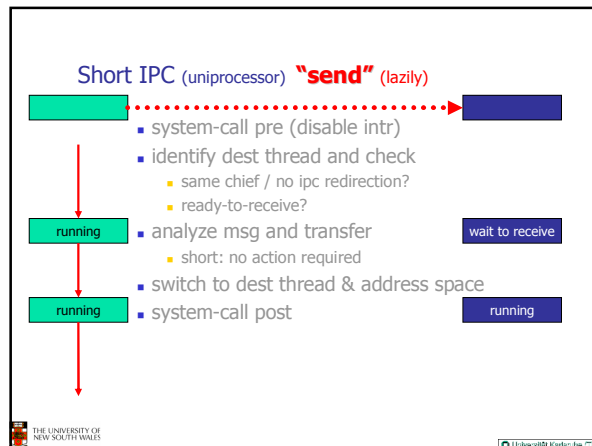 Short IPC (uniprocessor) “send” (lazily)
system-call pre (disable intr)
identify dest thread and check
same chief / no ipc redirection?
ready-to-receive?
running
analyze msg and transfer
wait to receive
short: no action required
switch to dest thread & address space
running
system-call post
running
THE UNIVERSITY OF
NEW SOUTH WALES
Universität Karlsruhe